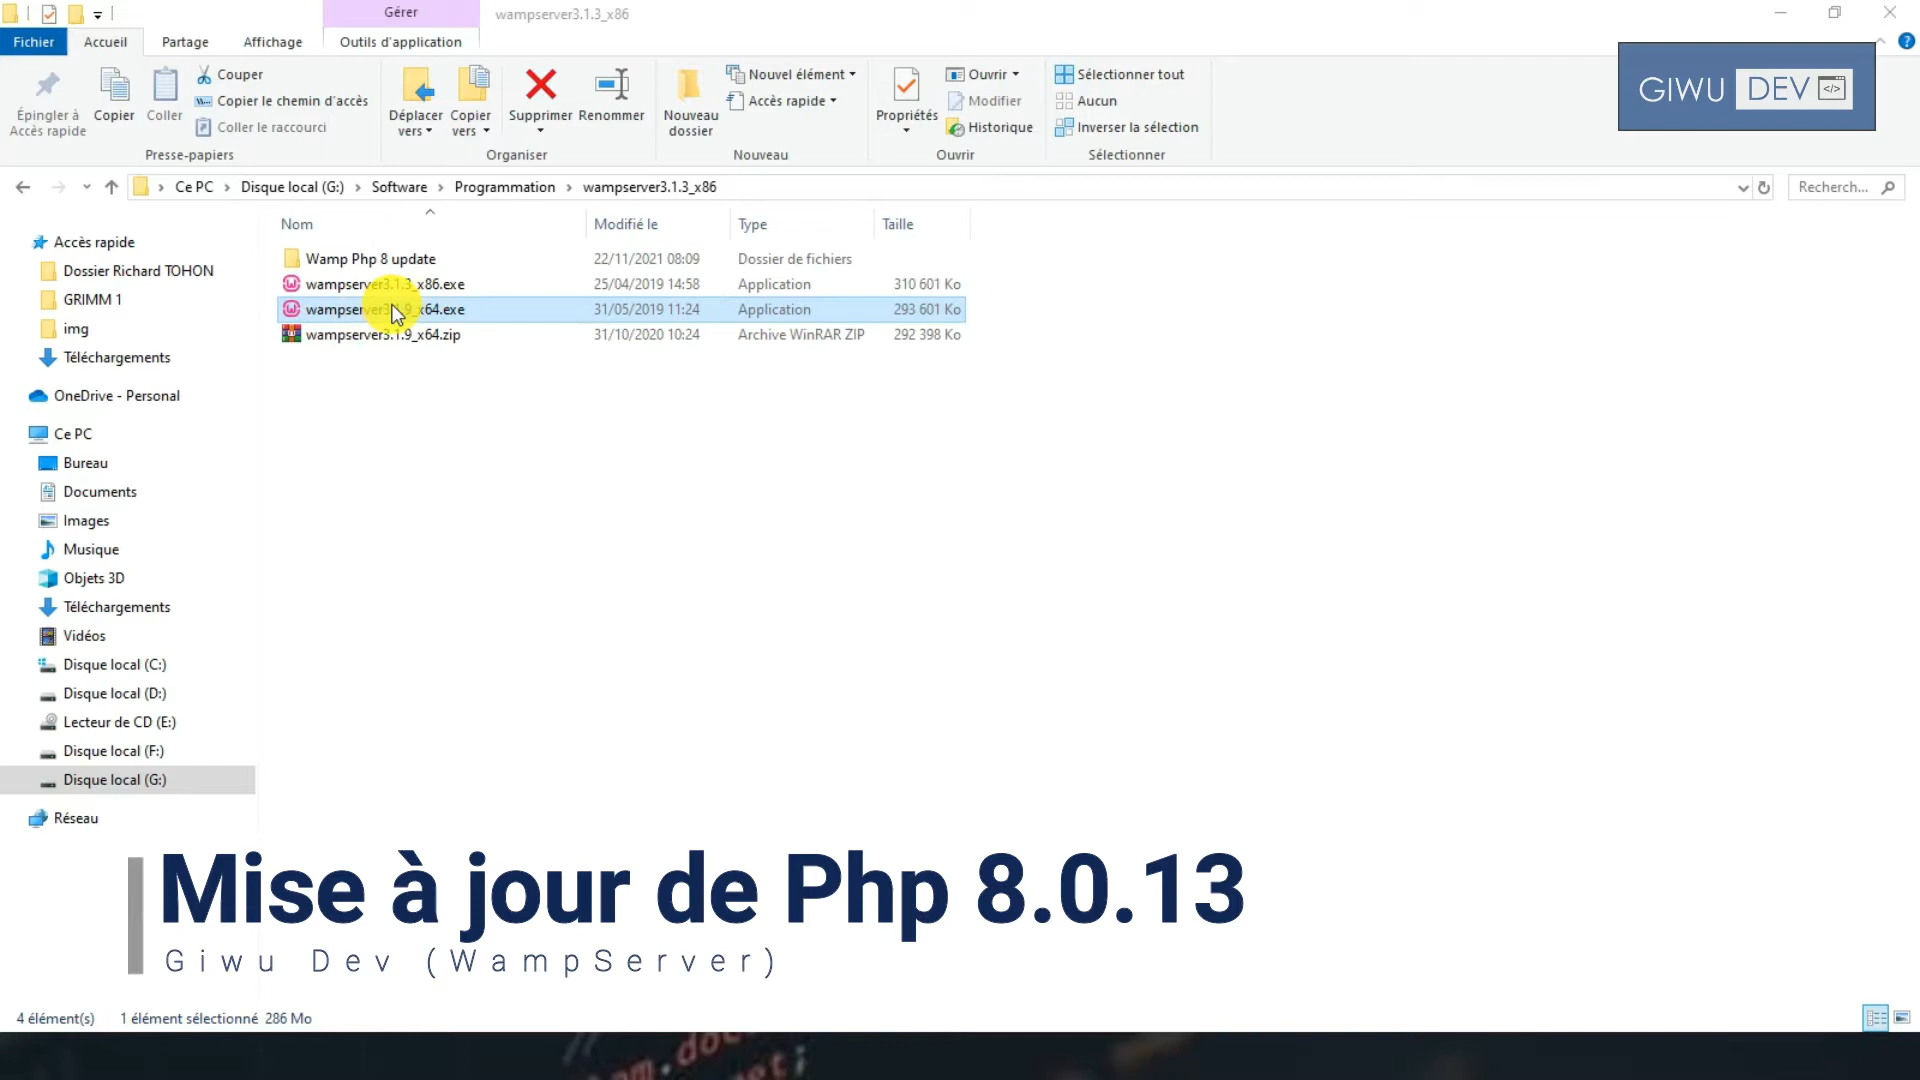 Gérer
wampserver3.1.3_x86
Fichier
Accueil
Partage
Affichage
Outils d'application
Épingler à
Accès rapide
Copier
Coller
Couper
Copier le chemin d'accès
Coller le raccourci
Presse-papiers
Déplacer
vers
Copier
vers
Supprimer
Renommer
Organiser
Nouveau
dossier
Nouvel élément
Accès rapide
Nouveau
Propriétés
Ouvrir
Modifier
Historique
Ouvrir
Sélectionner tout
Aucun
Inverser la sélection
Sélectionner
GIWU DEV </>
Ce PC > Disque local (G:) > Software > Programmation > wampserver3.1.3_x86
Recherch...
Nom Modifié le Type Taille
Wamp Php 8 update 22/11/2021 08:09 Dossier de fichiers
wampserver3.1.3_x86.exe 25/04/2019 14:58 Application 310 601 Ko
wampserver3.1.9_x64.exe 31/05/2019 11:24 Application 293 601 Ko
wampserver3.1.9_x64.zip 31/10/2020 10:24 Archive WinRAR ZIP 292 398 Ko
Accès rapide
Dossier Richard TOHON
GRIMM 1
img
Téléchargements
OneDrive - Personal
Ce PC
Bureau
Documents
Images
Musique
Objets 3D
Téléchargements
Vidéos
Disque local (C:)
Disque local (D:)
Lecteur de CD (E:)
Disque local (F:)
Disque local (G:)
Réseau
Mise à jour de Php 8.0.13
Giwu Dev (WampServer)
4 élément(s) 1 élément sélectionné 286 Mo